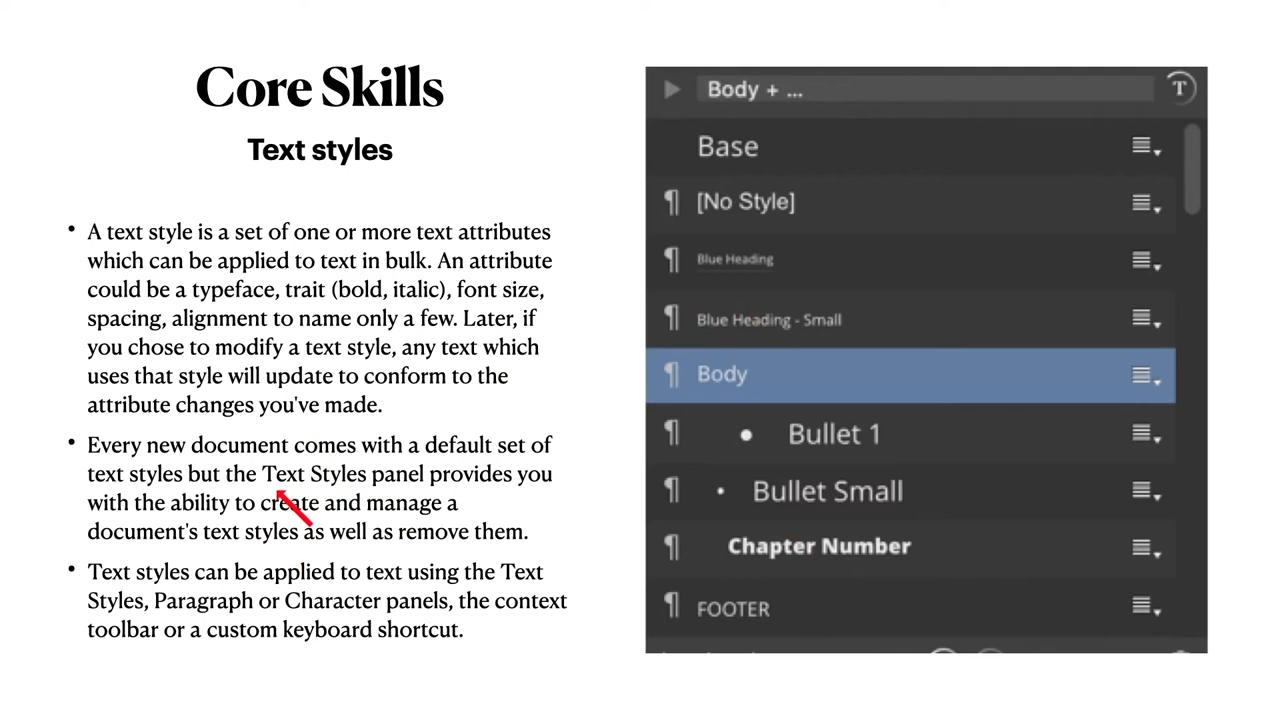 Core Skills
Text styles
• A text style is a set of one or more text attributes
which can be applied to text in bulk. An attribute
could be a typeface, trait (bold, italic), font size,
spacing, alignment to name only a few. Later, if
you chose to modify a text style, any text which
uses that style will update to conform to the
attribute changes you've made.
• Every new document comes with a default set of
text styles but the Text Styles panel provides you
with the ability to create and manage a
document's text styles as well as remove them.
• Text styles can be applied to text using the Text
Styles, Paragraph or Character panels, the context
toolbar or a custom keyboard shortcut.
Body + ...
Base
¶ [No Style]
¶ Blue Heading
¶ Blue Heading - Small
¶ Body
¶ • Bullet 1
¶ • Bullet Small
¶ Chapter Number
¶ FOOTER